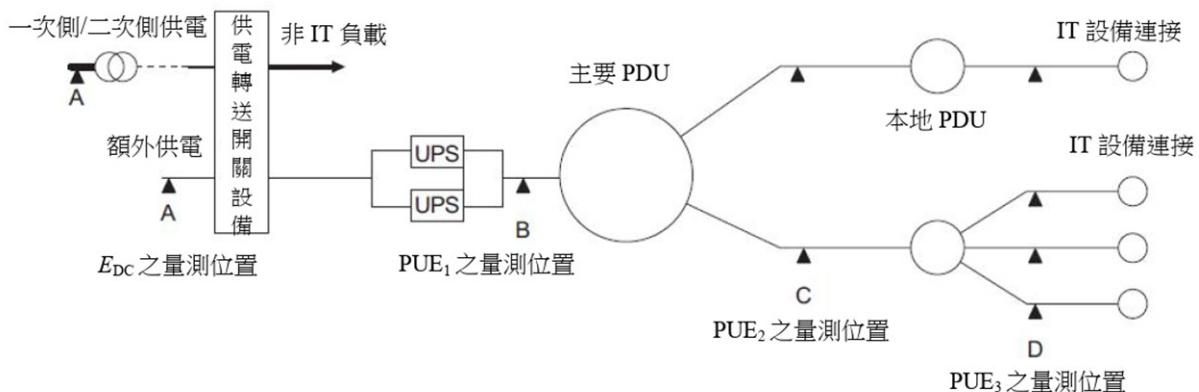 一次側/二次側供電
供電轉送開關設備
非 IT 負載
A
額外供電
A
E_DC 之量測位置
UPS
UPS
B
PUE₁ 之量測位置
主要 PDU
IT 設備連接
本地 PDU
IT 設備連接
C
PUE₂ 之量測位置
D
PUE₃ 之量測位置